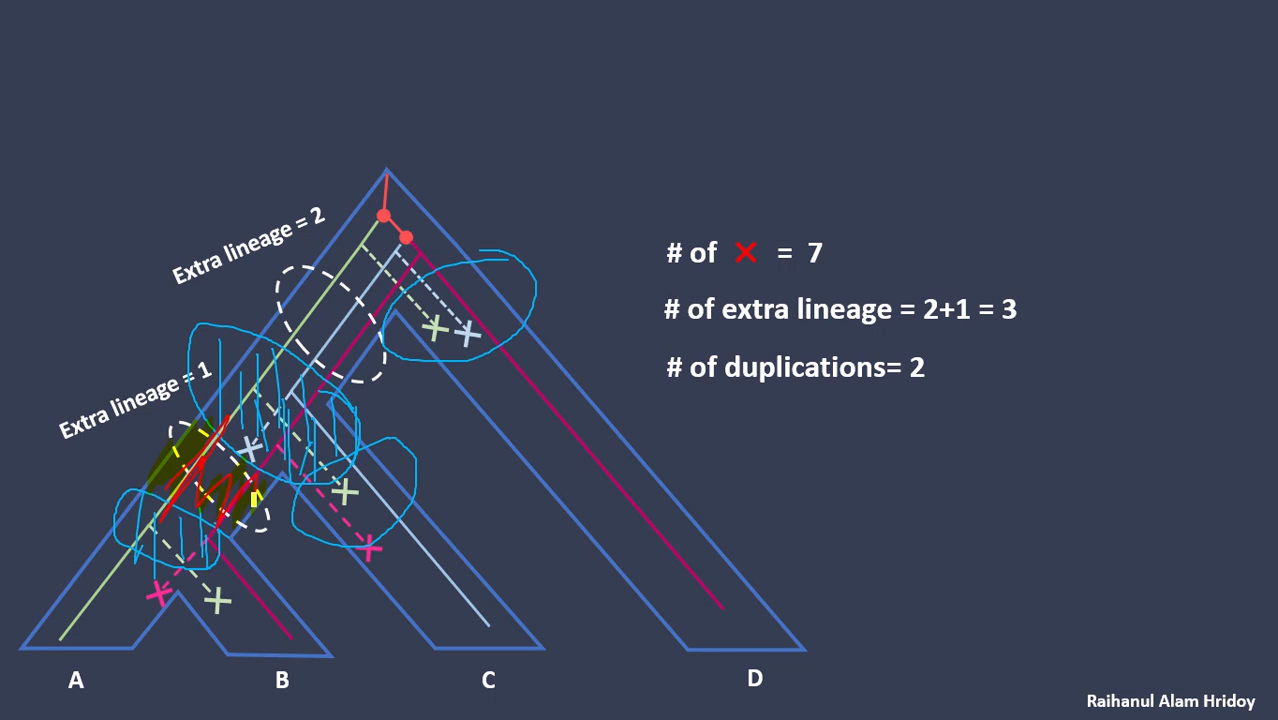 Extra lineage = 2
Extra lineage = 1
# of ✕ = 7
# of extra lineage = 2+1 = 3
# of duplications= 2
A B C D
Raihanul Alam Hridoy